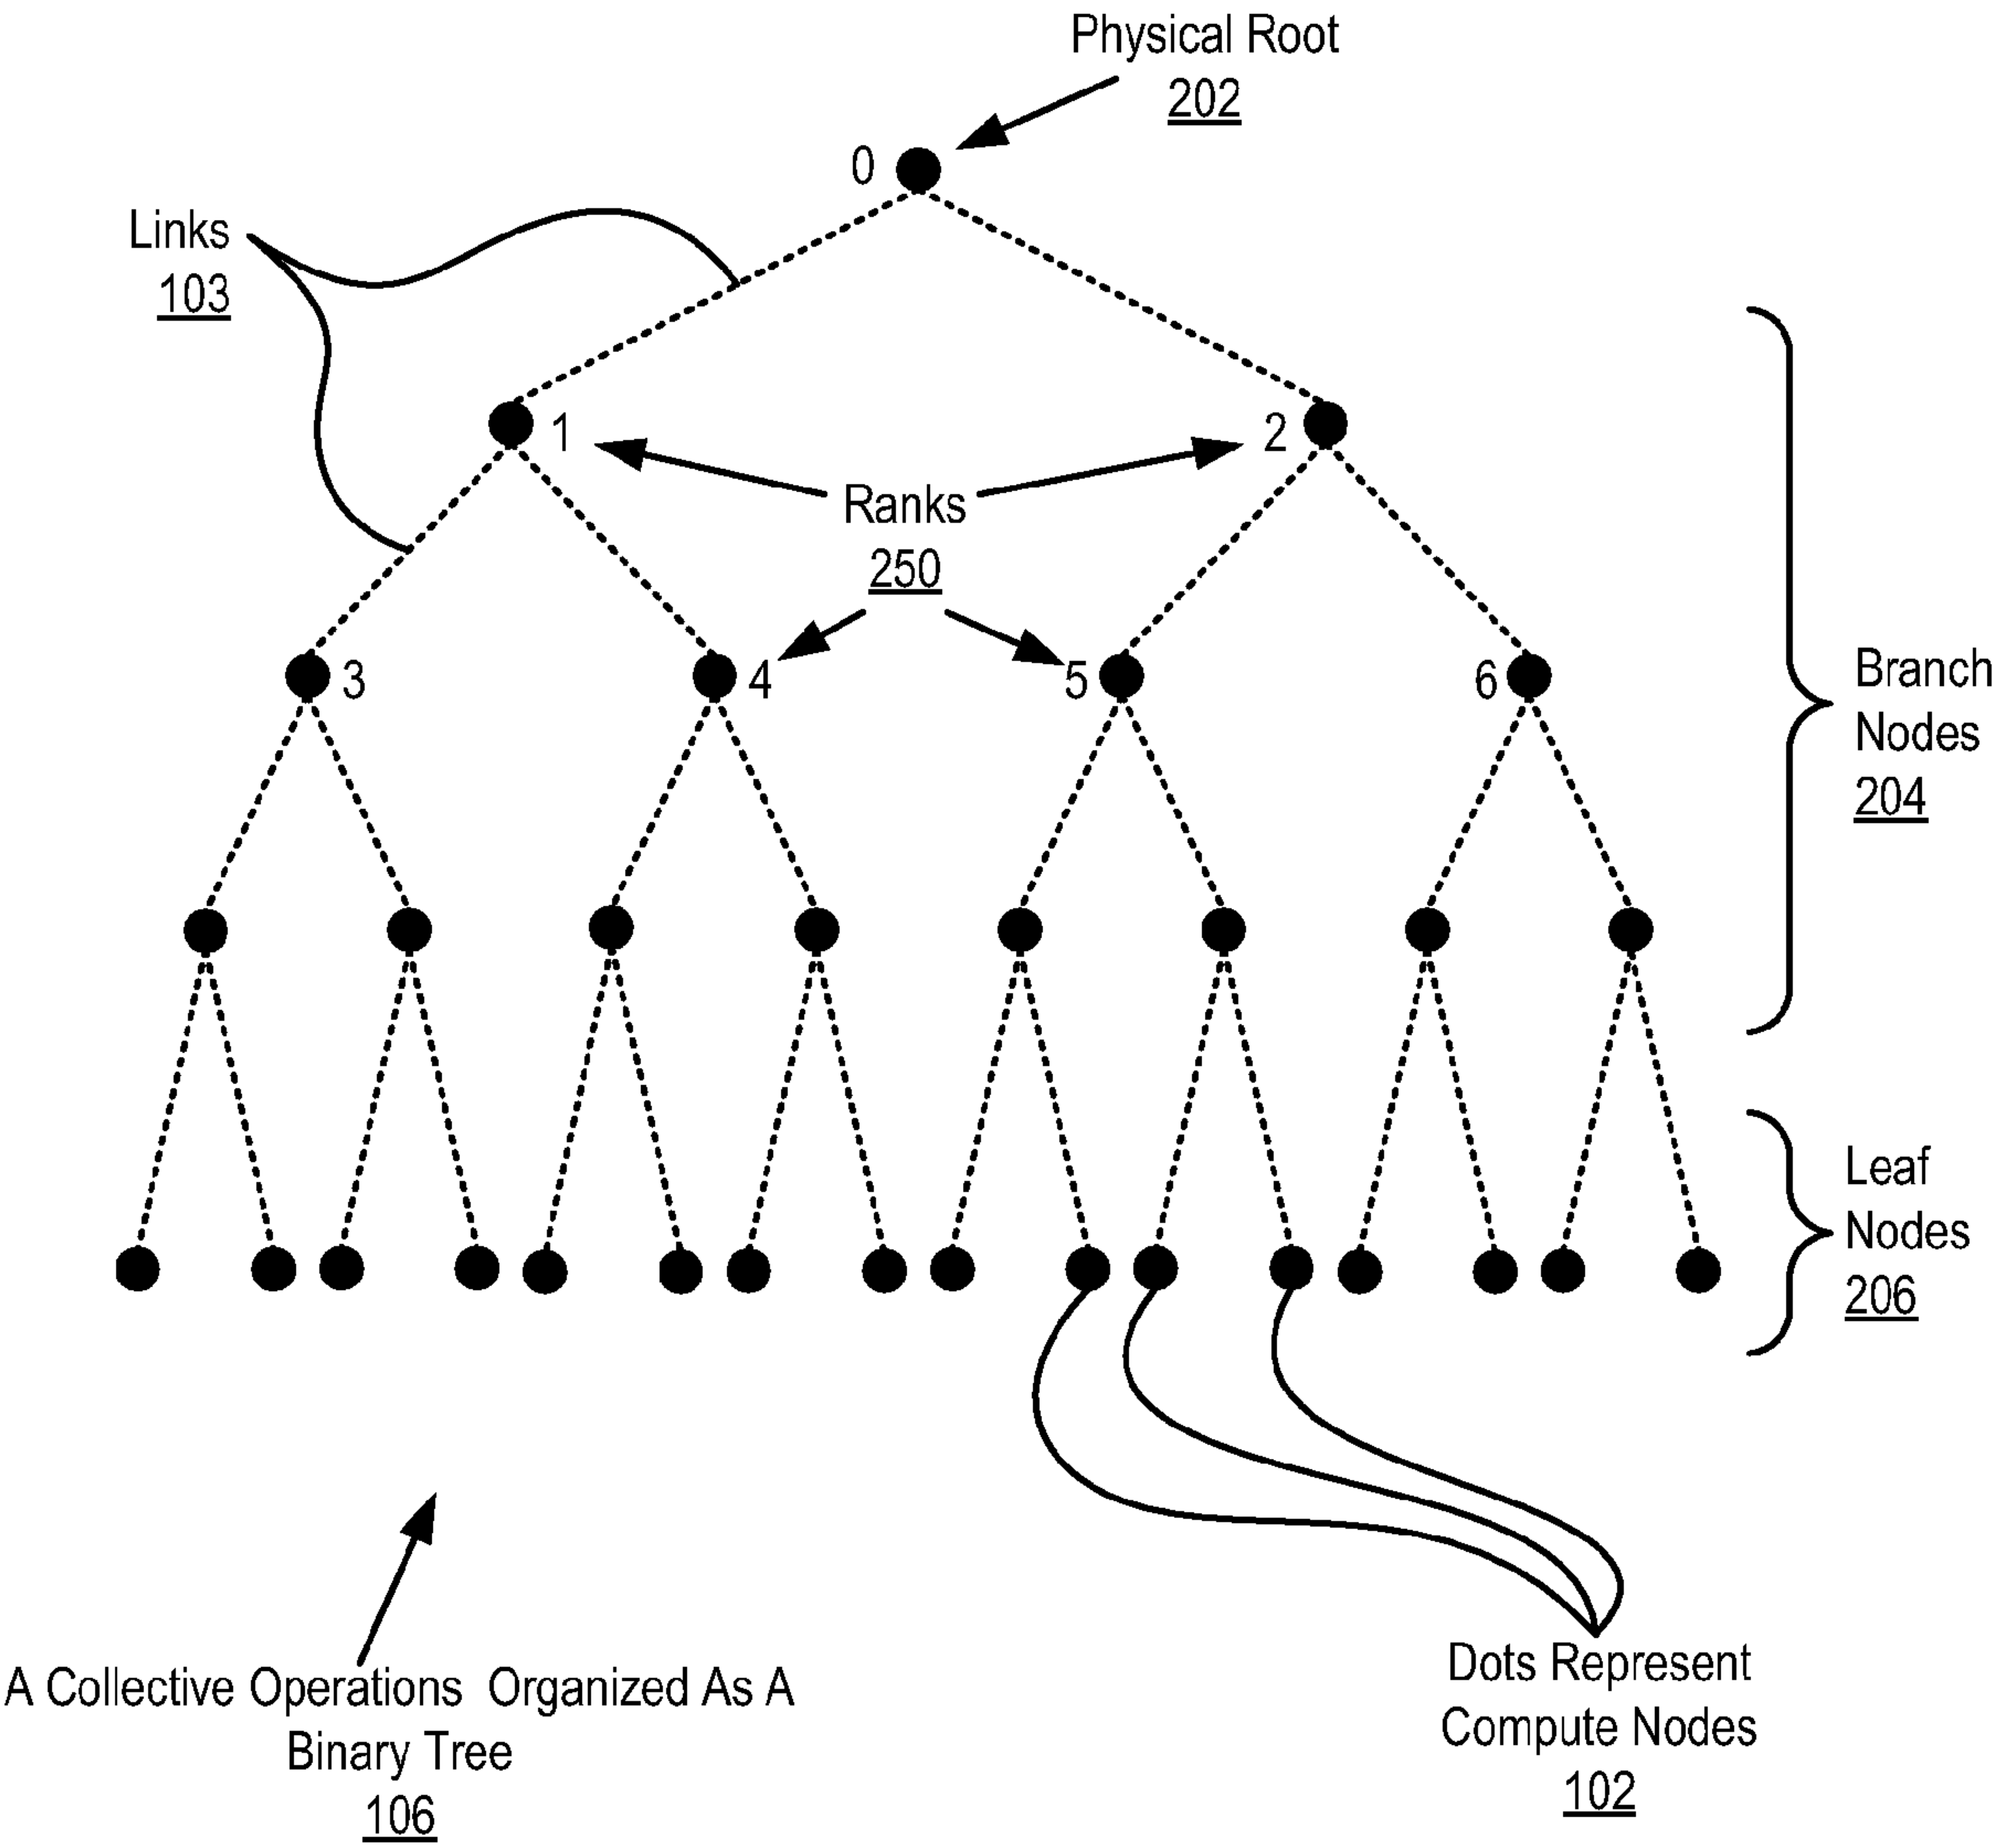 Physical Root
202
0
Links
103
1
2
Ranks
250
3
4
5
6
Branch
Nodes
204
Leaf
Nodes
206
A Collective Operations Organized As A
Binary Tree
106
Dots Represent
Compute Nodes
102